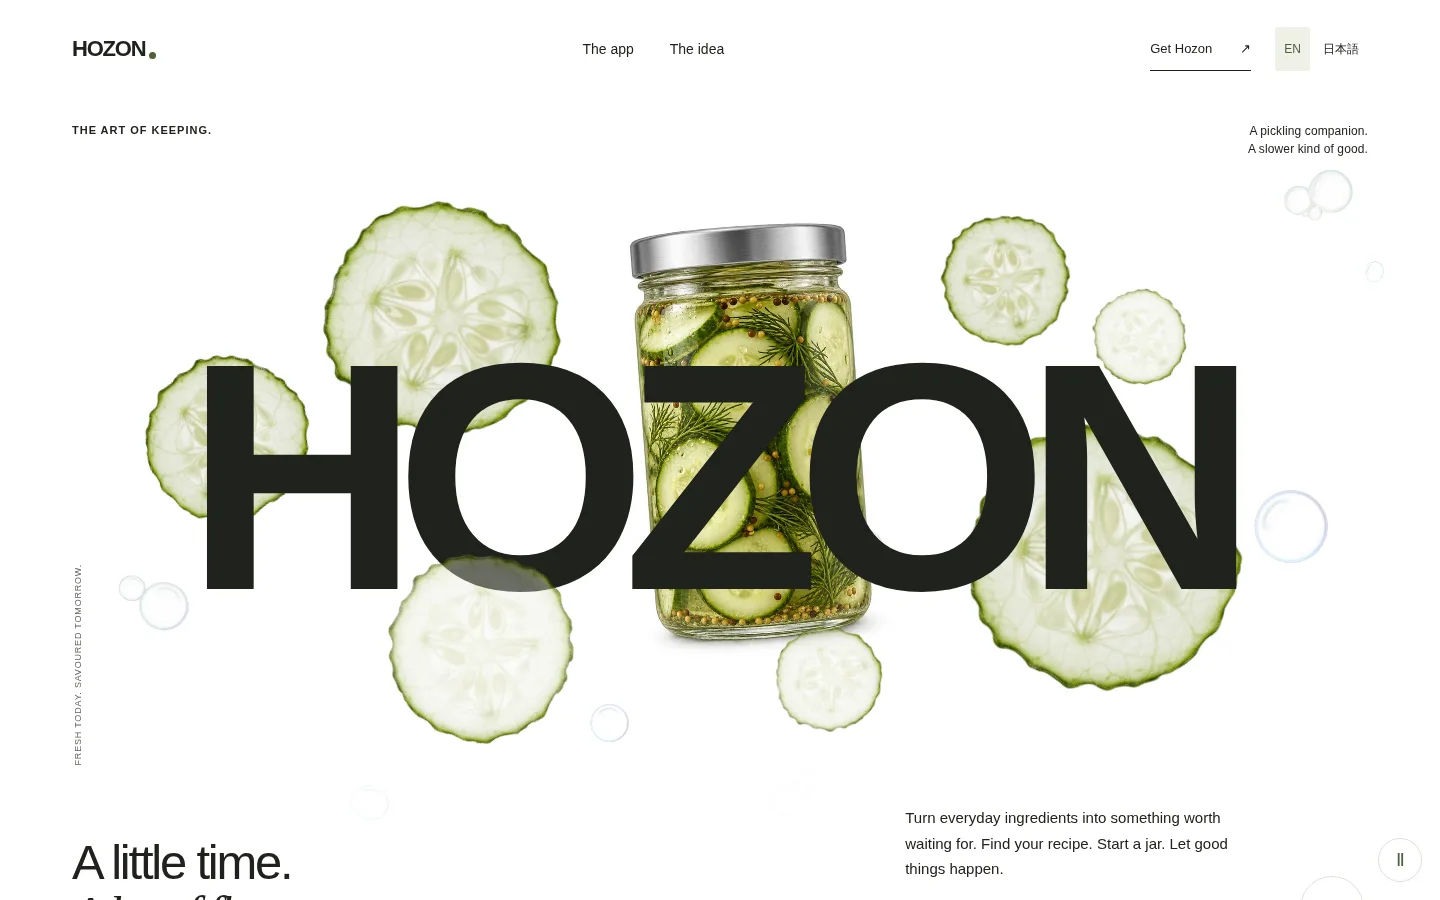 HOZON.
The app
The idea
Get Hozon ↗
EN
日本語
THE ART OF KEEPING.
A pickling companion.
A slower kind of good.
HOZON
FRESH TODAY. SAVOURED TOMORROW.
Turn everyday ingredients into something worth
waiting for. Find your recipe. Start a jar. Let good
things happen.
A little time.